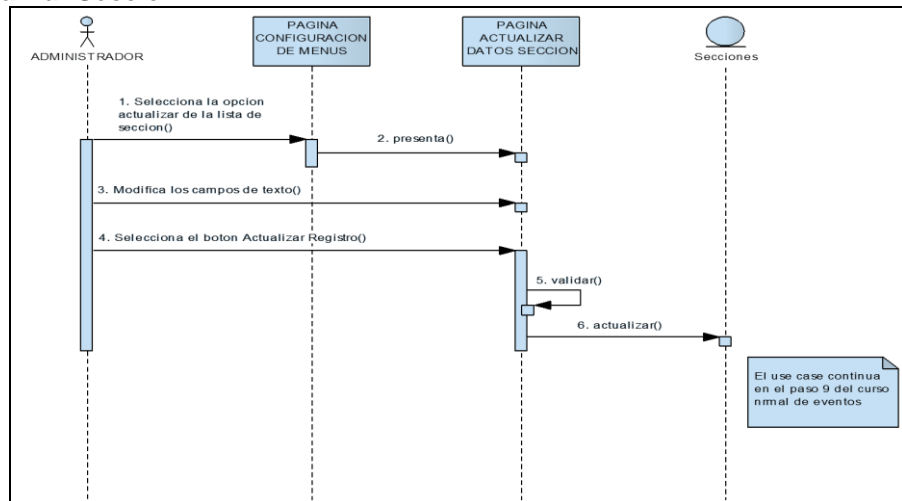 PAGINA
CONFIGURACION
DE MENUS
PAGINA
ACTUALIZAR
DATOS SECCION
ADMINISTRADOR
Secciones
1. Selecciona la opcion
actualizar de la lista de
seccion()
2. presenta()
3. Modifica los campos de texto()
4. Selecciona el boton Actualizar Registro()
5. validar()
6. actualizar()
El use case continua
en el paso 9 del curso
nrmal de eventos